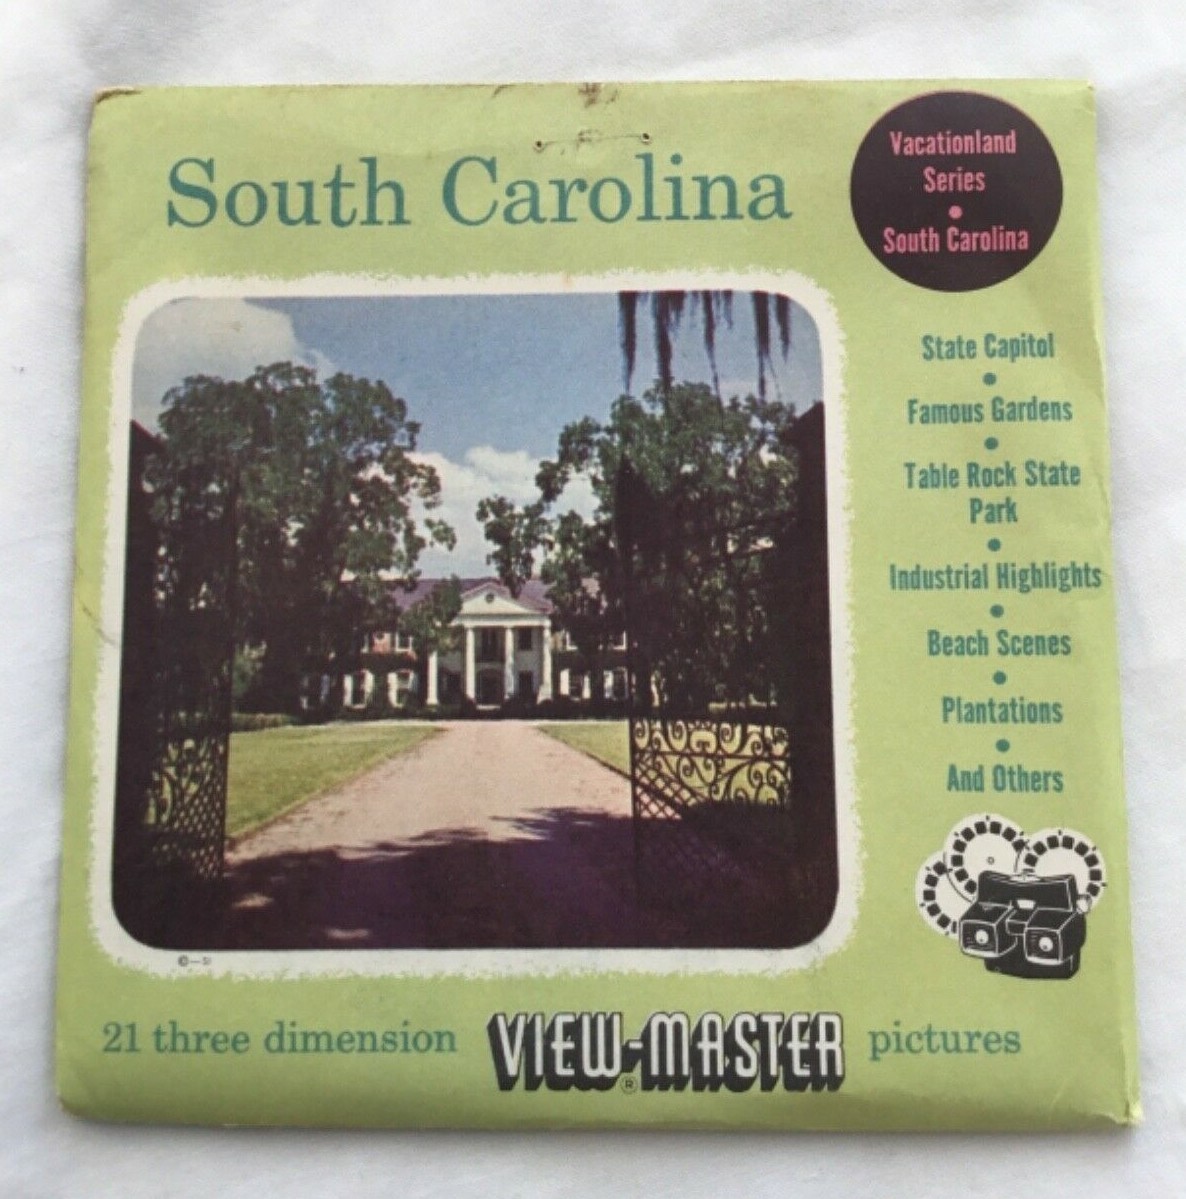 South Carolina
Vacationland
Series
•
South Carolina
State Capitol
•
Famous Gardens
•
Table Rock State
Park
•
Industrial Highlights
•
Beach Scenes
•
Plantations
•
And Others
©—SI
21 three dimension VIEW-MASTER® pictures